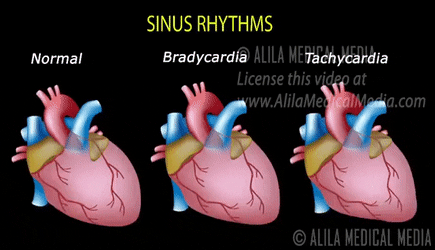 SINUS RHYTHMS
Normal
Bradycardia
Tachycardia
© ALILA MEDICAL MEDIA
License this video at
www.AlilaMedicalMedia.com
© ALILA MEDICAL MEDIA